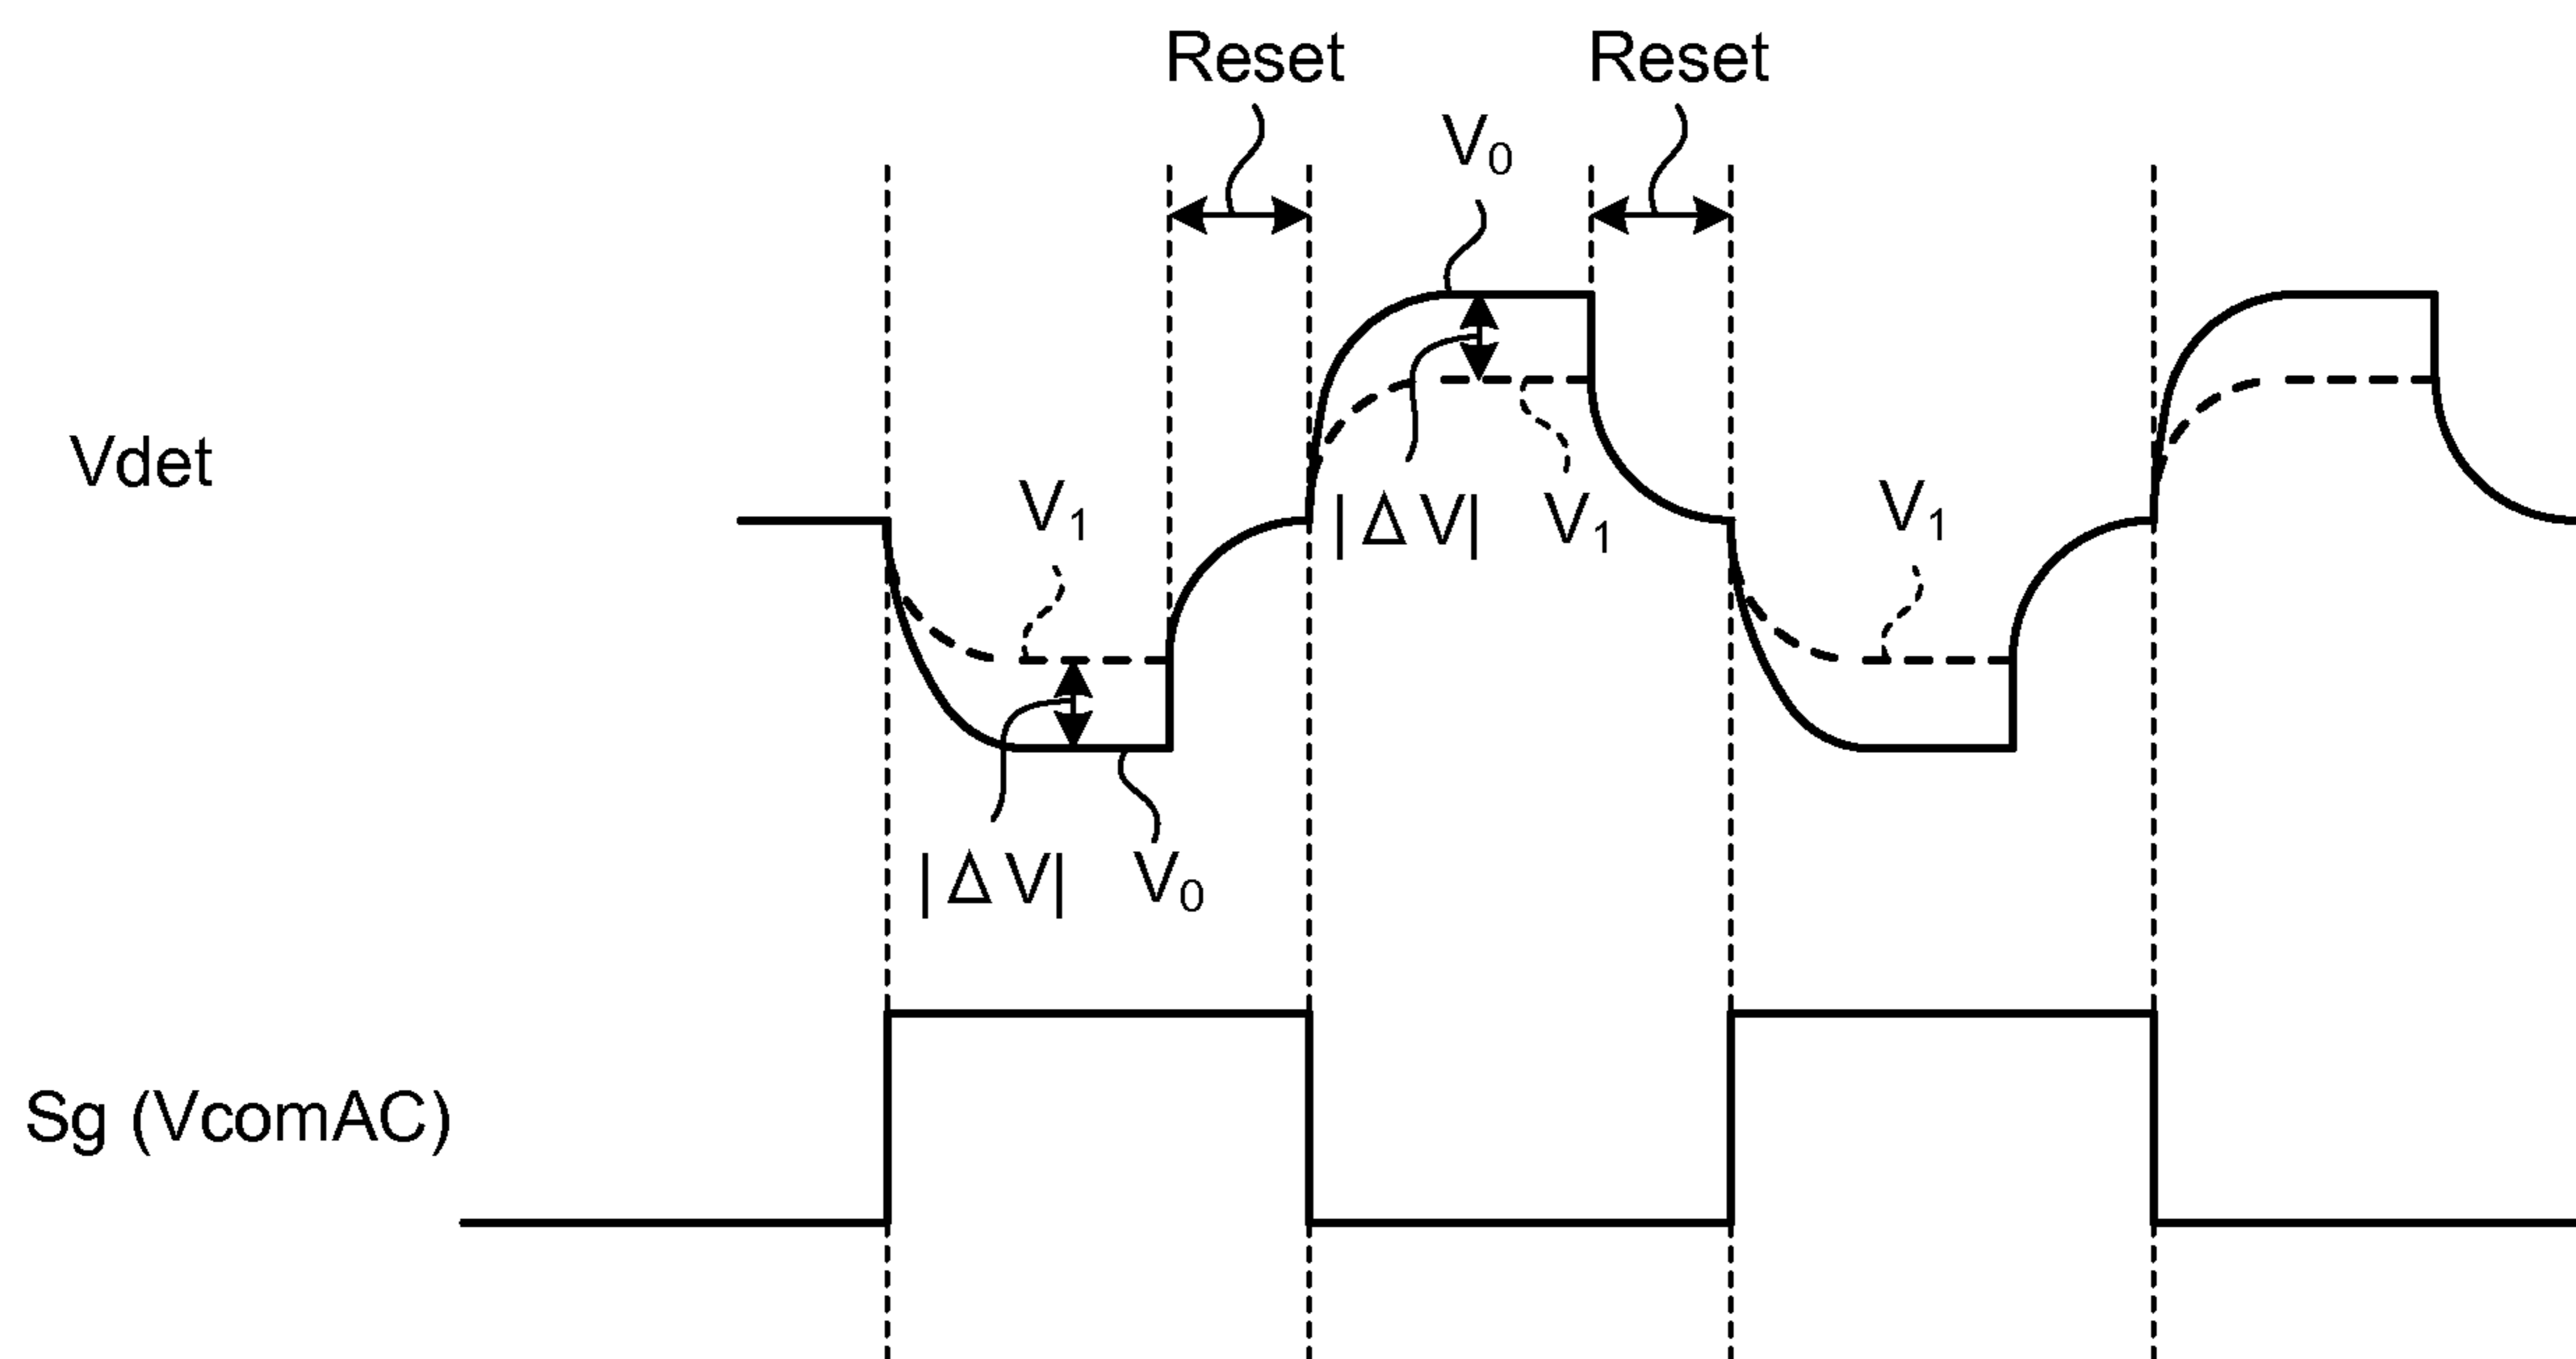 Reset
Reset
V₀
Vdet
V₁
|ΔV|
V₁
V₁
|ΔV|
V₀
Sg (VcomAC)